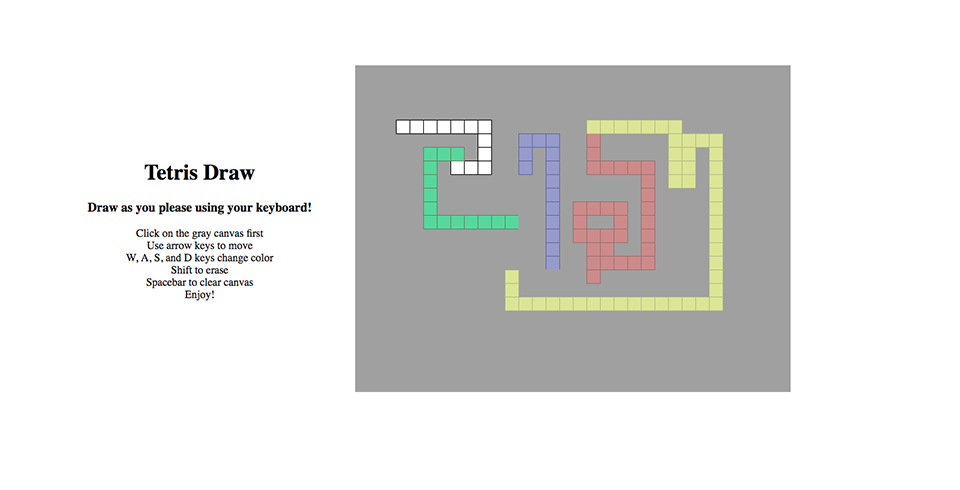 Tetris Draw
Draw as you please using your keyboard!
Click on the gray canvas first
Use arrow keys to move
W, A, S, and D keys change color
Shift to erase
Spacebar to clear canvas
Enjoy!